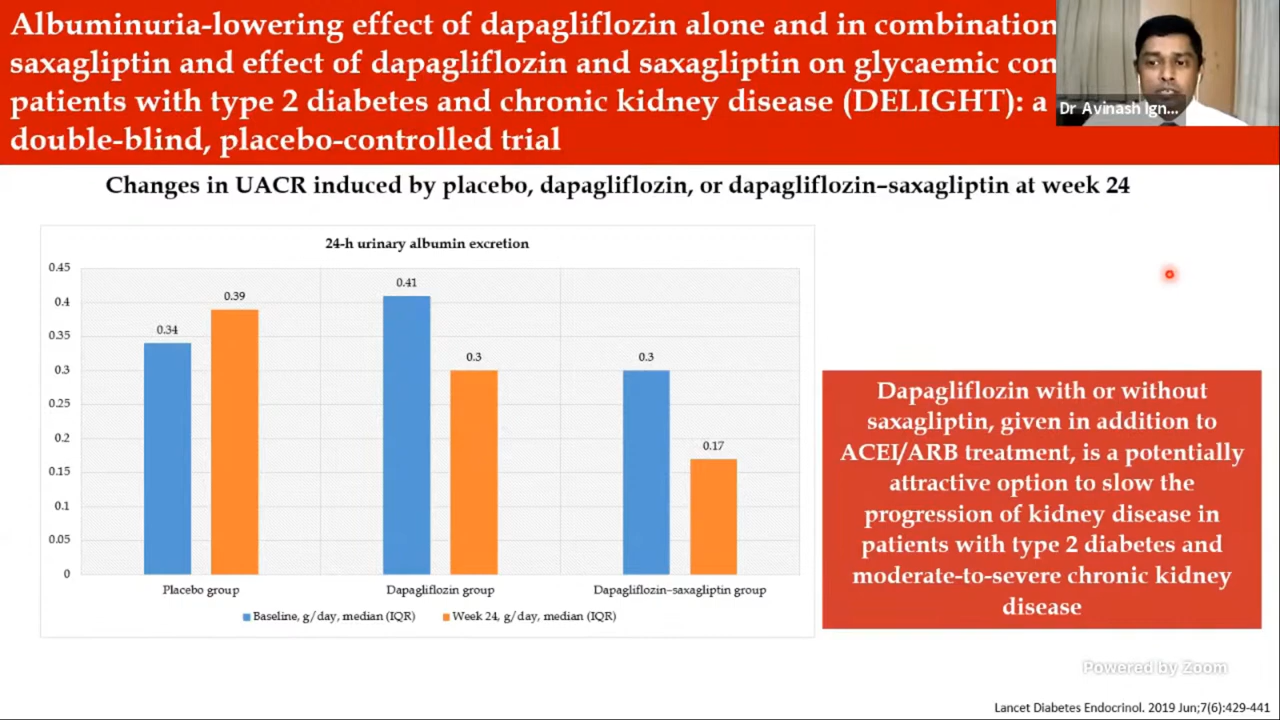 Albuminuria-lowering effect of dapagliflozin alone and in combination
saxagliptin and effect of dapagliflozin and saxagliptin on glycaemic con
patients with type 2 diabetes and chronic kidney disease (DELIGHT): a
double-blind, placebo-controlled trial
Dr Avinash Ign...
Changes in UACR induced by placebo, dapagliflozin, or dapagliflozin–saxagliptin at week 24
24-h urinary albumin excretion
0.45
0.4
0.35
0.3
0.25
0.2
0.15
0.1
0.05
0
0.34
0.39
0.41
0.3
0.3
0.17
Placebo group
Dapagliflozin group
Dapagliflozin–saxagliptin group
Baseline, g/day, median (IQR)
Week 24, g/day, median (IQR)
Dapagliflozin with or without
saxagliptin, given in addition to
ACEI/ARB treatment, is a potentially
attractive option to slow the
progression of kidney disease in
patients with type 2 diabetes and
moderate-to-severe chronic kidney
disease
Powered by Zoom
Lancet Diabetes Endocrinol. 2019 Jun;7(6):429-441